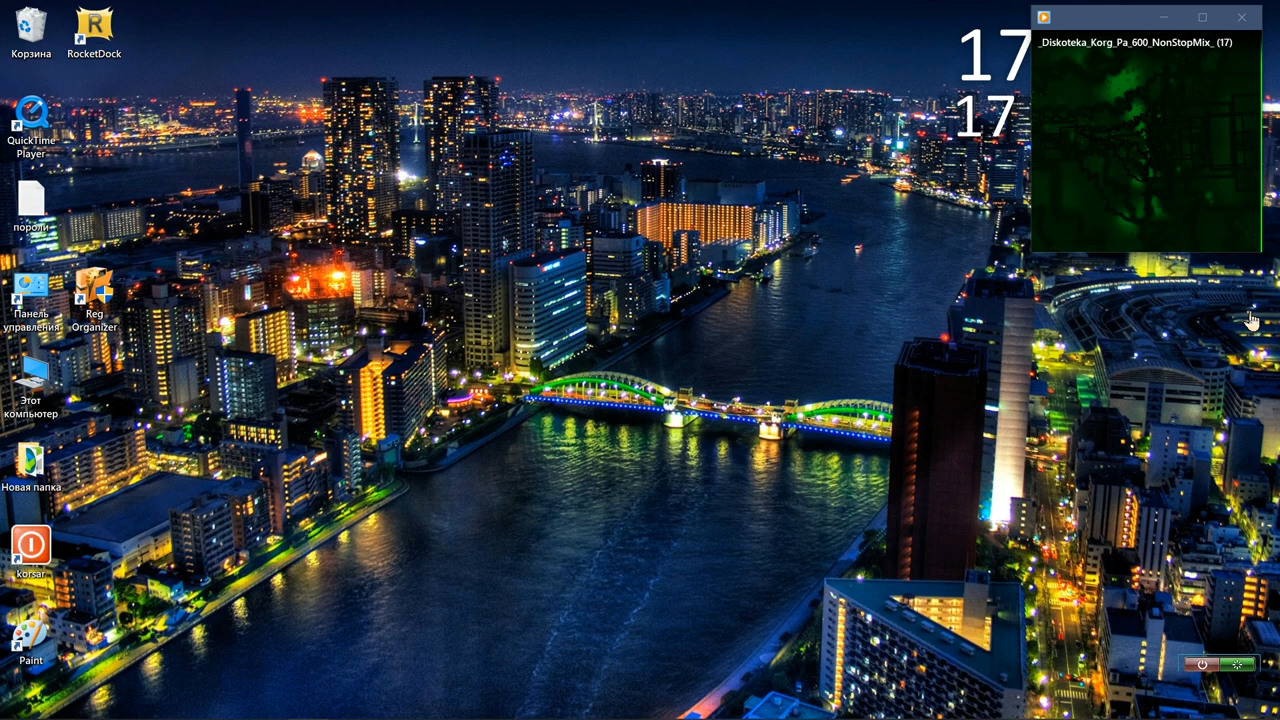 Корзина
RocketDock
QuickTime
Player
пороли
Панель
управления
Reg
Organizer
Этот
компьютер
Новая папка
korsar
Paint
17
17
_Diskoteka_Korg_Pa_600_NonStopMix_ (17)